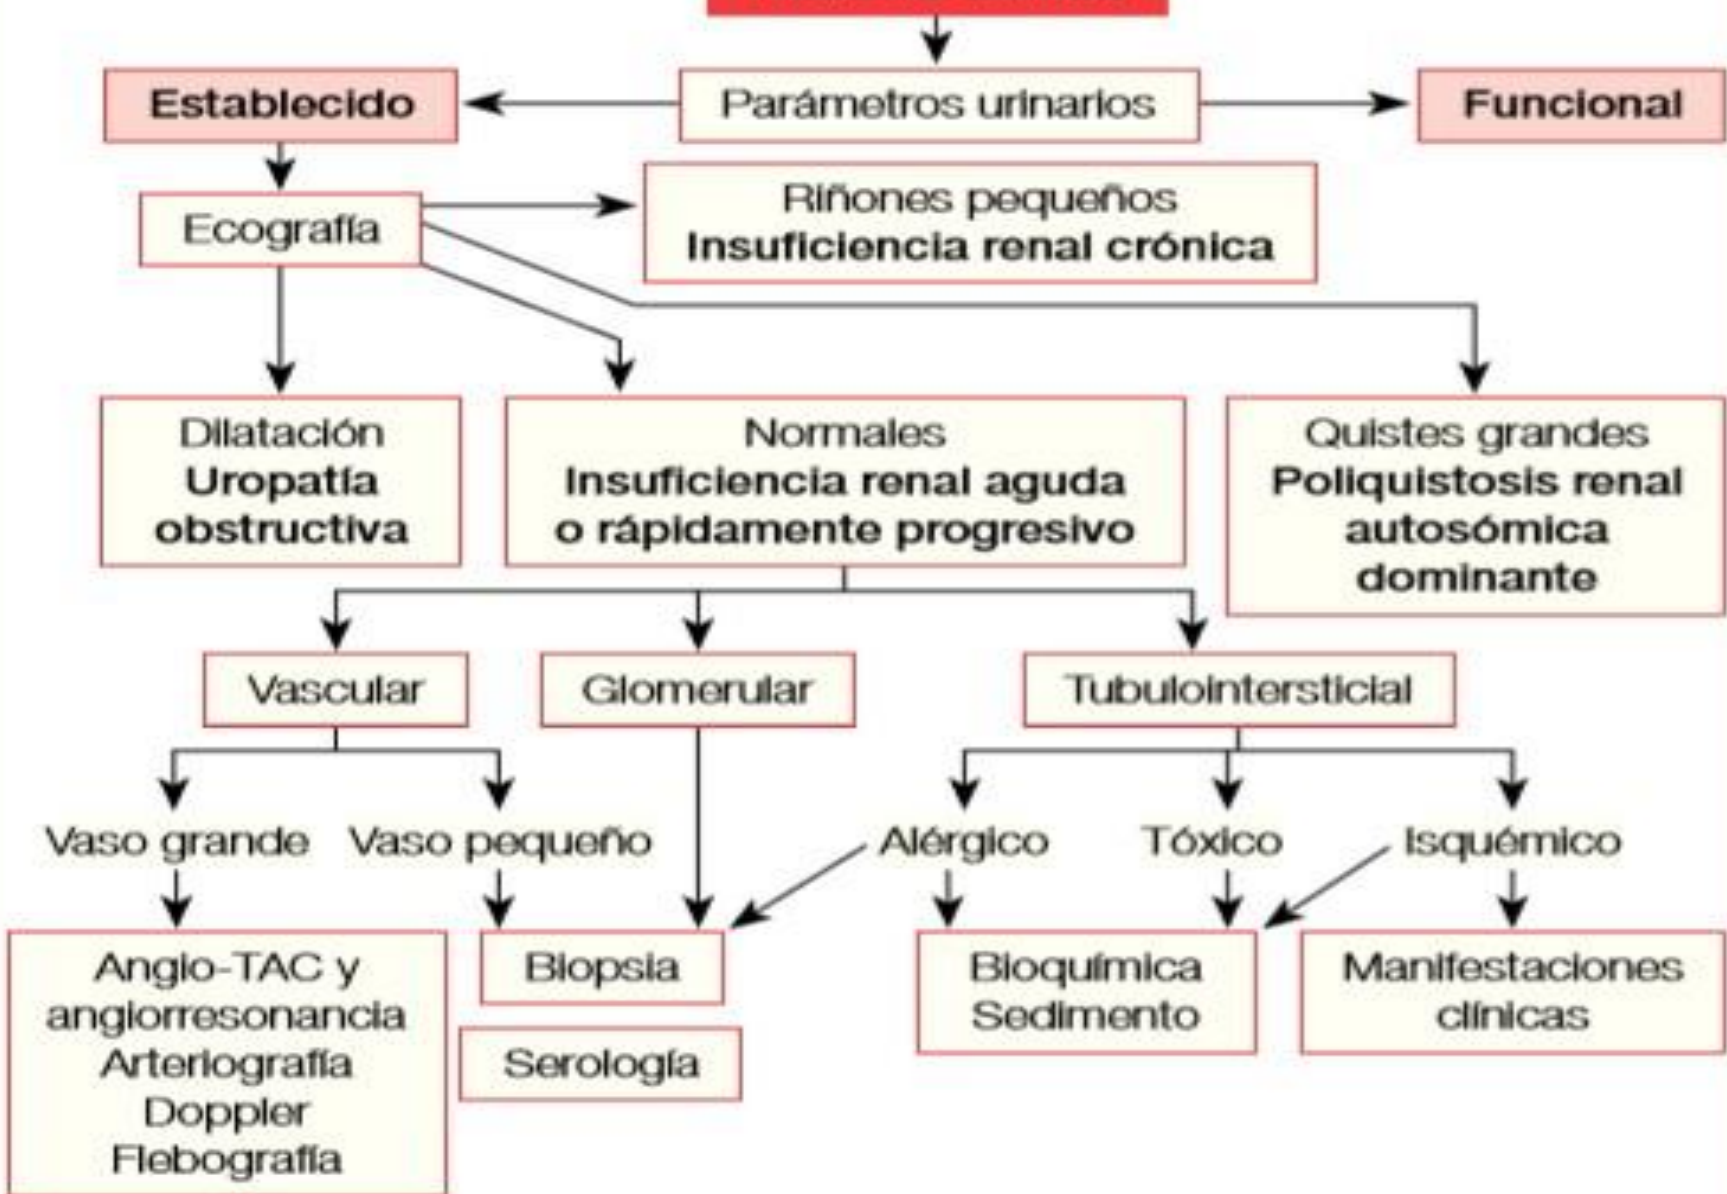 Establecido
Parámetros urinarios
Funcional
Ecografía
Riñones pequeños
Insuficiencia renal crónica
Dilatación
Uropatía
obstructiva
Normales
Insuficiencia renal aguda
o rápidamente progresivo
Quistes grandes
Poliquistosis renal
autosómica
dominante
Vascular
Glomerular
Tubulointersticial
Vaso grande
Vaso pequeño
Alérgico
Tóxico
Isquémico
Angio-TAC y
angiorresonancia
Arteriografía
Doppler
Flebografía
Biopsia
Serología
Bioquímica
Sedimento
Manifestaciones
clínicas